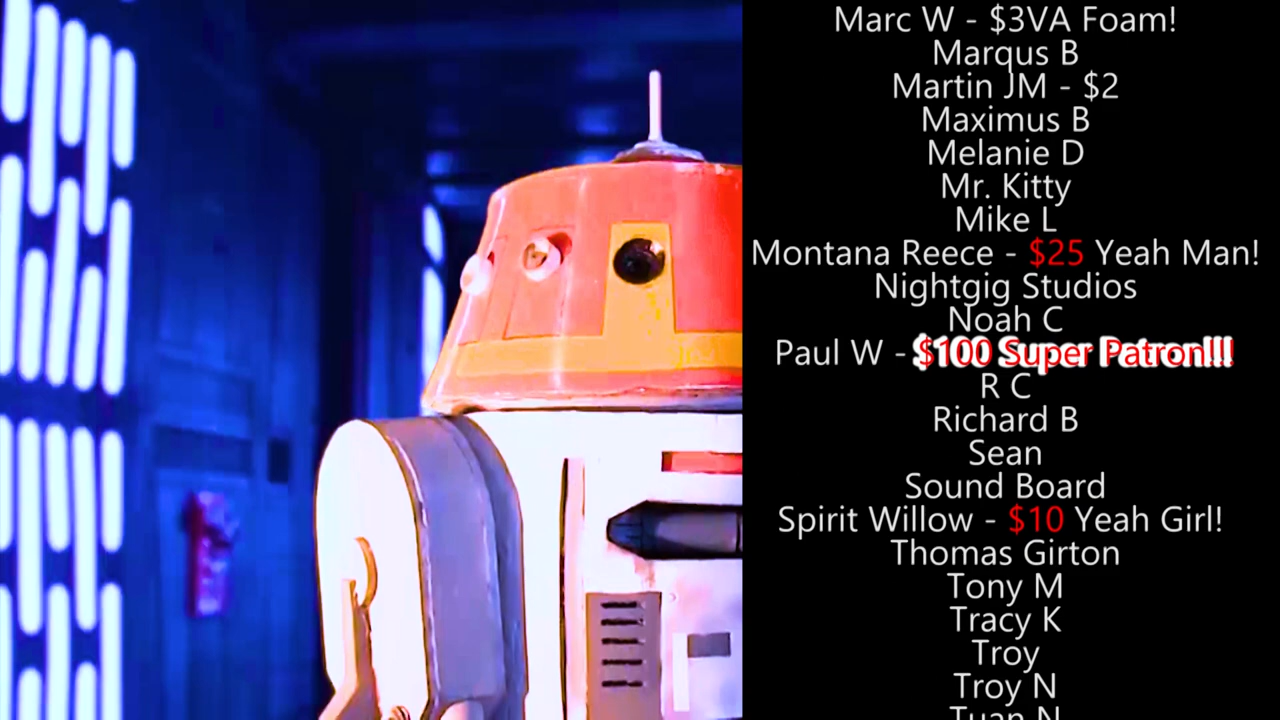 Marc W - $3VA Foam!
Marqus B
Martin JM - $2
Maximus B
Melanie D
Mr. Kitty
Mike L
Montana Reece - $25 Yeah Man!
Nightgig Studios
Noah C
Paul W - $100 Super Patron!!!
R C
Richard B
Sean
Sound Board
Spirit Willow - $10 Yeah Girl!
Thomas Girton
Tony M
Tracy K
Troy
Troy N
Tuan N